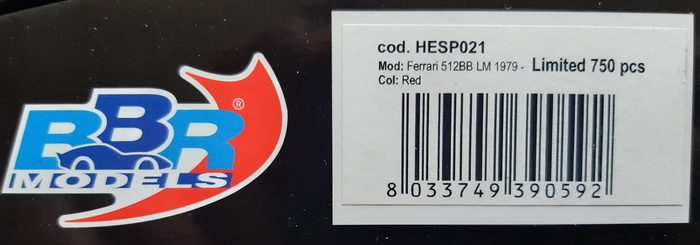 BBR®
MODELS
cod. HESP021
Mod: Ferrari 512BB LM 1979 - Limited 750 pcs
Col: Red
8 033749 390592